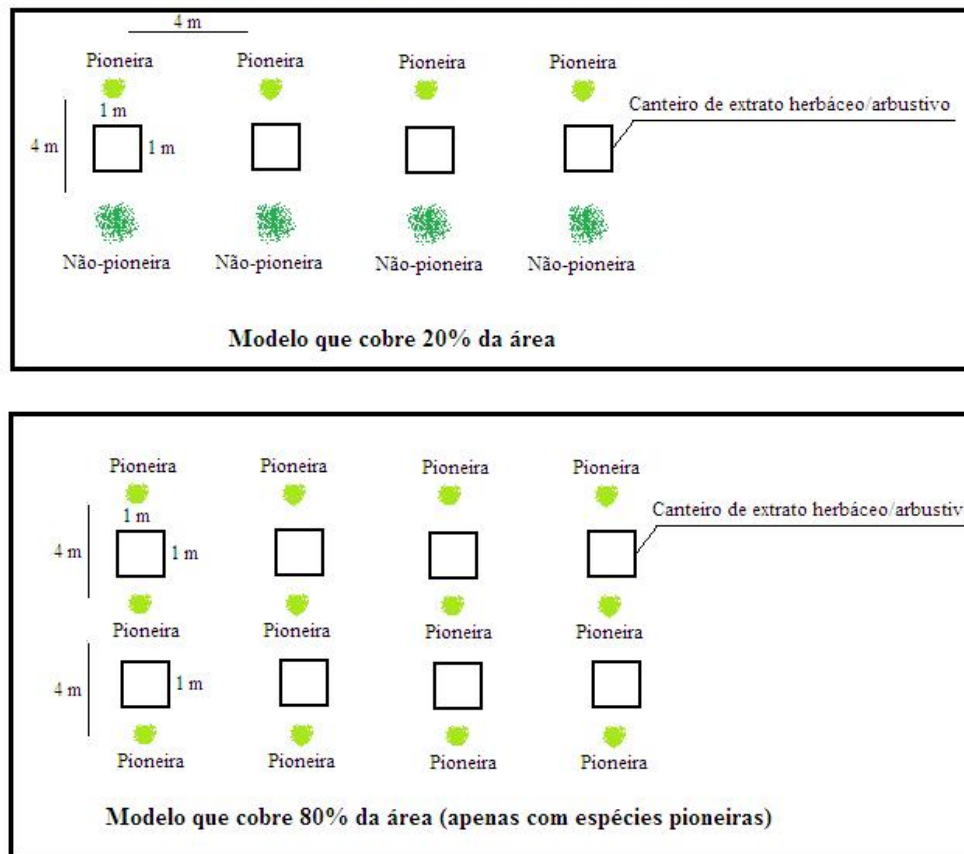 4 m
Pioneira Pioneira Pioneira Pioneira
1 m
Canteiro de extrato herbáceo/arbustivo
4 m
1 m
Não-pioneira Não-pioneira Não-pioneira Não-pioneira
Modelo que cobre 20% da área
Pioneira Pioneira Pioneira Pioneira
1 m
Canteiro de extrato herbáceo/arbustiv
4 m
1 m
Pioneira Pioneira Pioneira Pioneira
4 m
1 m
Pioneira Pioneira Pioneira Pioneira
Modelo que cobre 80% da área (apenas com espécies pioneiras)